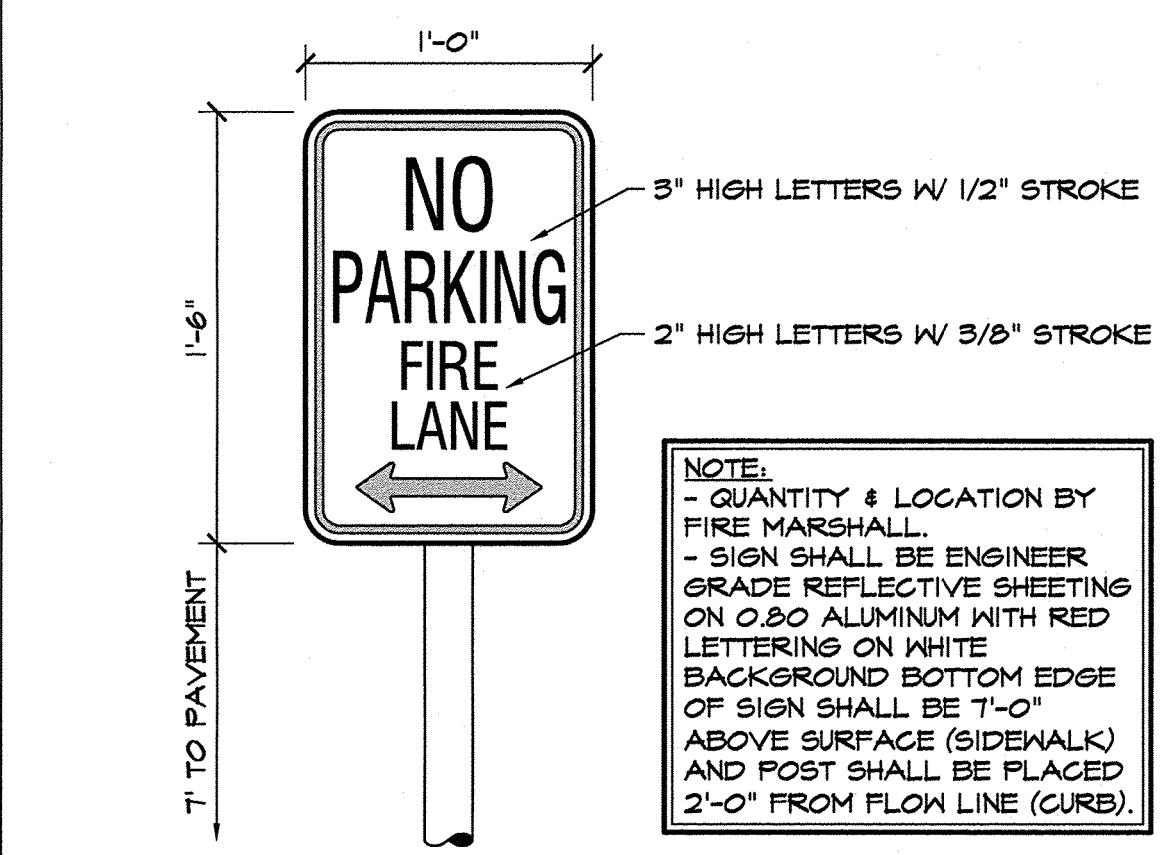 1'-0"
NO
PARKING
FIRE
LANE
1'-6"
7' TO PAVEMENT
3" HIGH LETTERS W/ 1/2" STROKE
2" HIGH LETTERS W/ 3/8" STROKE
NOTE:
- QUANTITY & LOCATION BY
FIRE MARSHALL.
- SIGN SHALL BE ENGINEER
GRADE REFLECTIVE SHEETING
ON 0.80 ALUMINUM WITH RED
LETTERING ON WHITE
BACKGROUND BOTTOM EDGE
OF SIGN SHALL BE 7'-0"
ABOVE SURFACE (SIDEWALK)
AND POST SHALL BE PLACED
2'-0" FROM FLOW LINE (CURB).